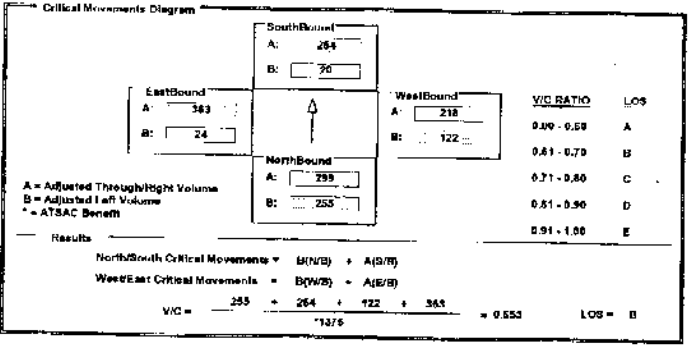 Critical Movements Diagram
SouthBound
A: 264
B: 20
EastBound
A: 363
B: 24
WestBound
A: 218
B: 122
NorthBound
A: 299
B: 255
V/C RATIO LOS
0.00 - 0.60 A
0.61 - 0.70 B
0.71 - 0.80 C
0.81 - 0.90 D
0.91 - 1.00 E
A = Adjusted Through/Right Volume
B = Adjusted Left Volume
* = ATSAC Benefit
Results
North/South Critical Movements = B(N/B) + A(S/B)
West/East Critical Movements = B(W/B) + A(E/B)
255 + 264 + 122 + 363
V/C = = 0.653 LOS = B
*1375